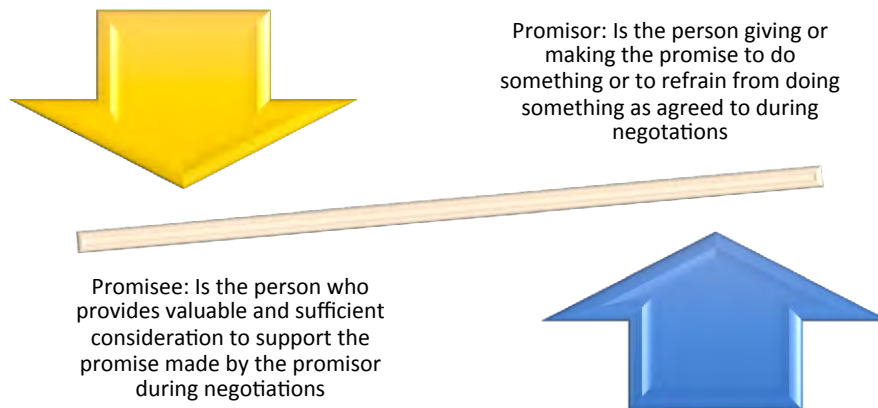 Promisor: Is the person giving or
making the promise to do
something or to refrain from doing
something as agreed to during
negotations
Promisee: Is the person who
provides valuable and sufficient
consideration to support the
promise made by the promisor
during negotiations